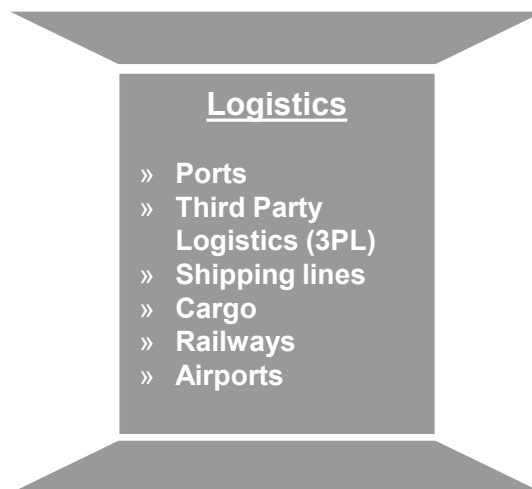 Logistics
» Ports
» Third Party
Logistics (3PL)
» Shipping lines
» Cargo
» Railways
» Airports